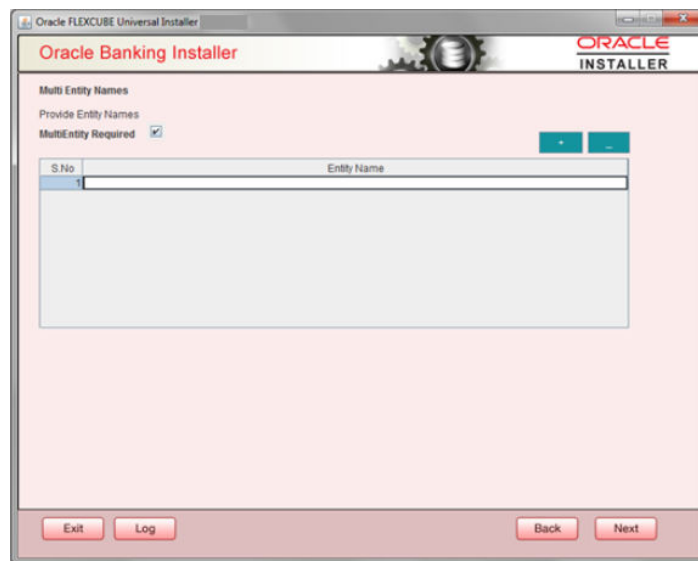 Oracle FLEXCUBE Universal Installer
Oracle Banking Installer
ORACLE
INSTALLER
Multi Entity Names
Provide Entity Names
MultiEntity Required
+ _
S.No Entity Name
1
Exit Log Back Next